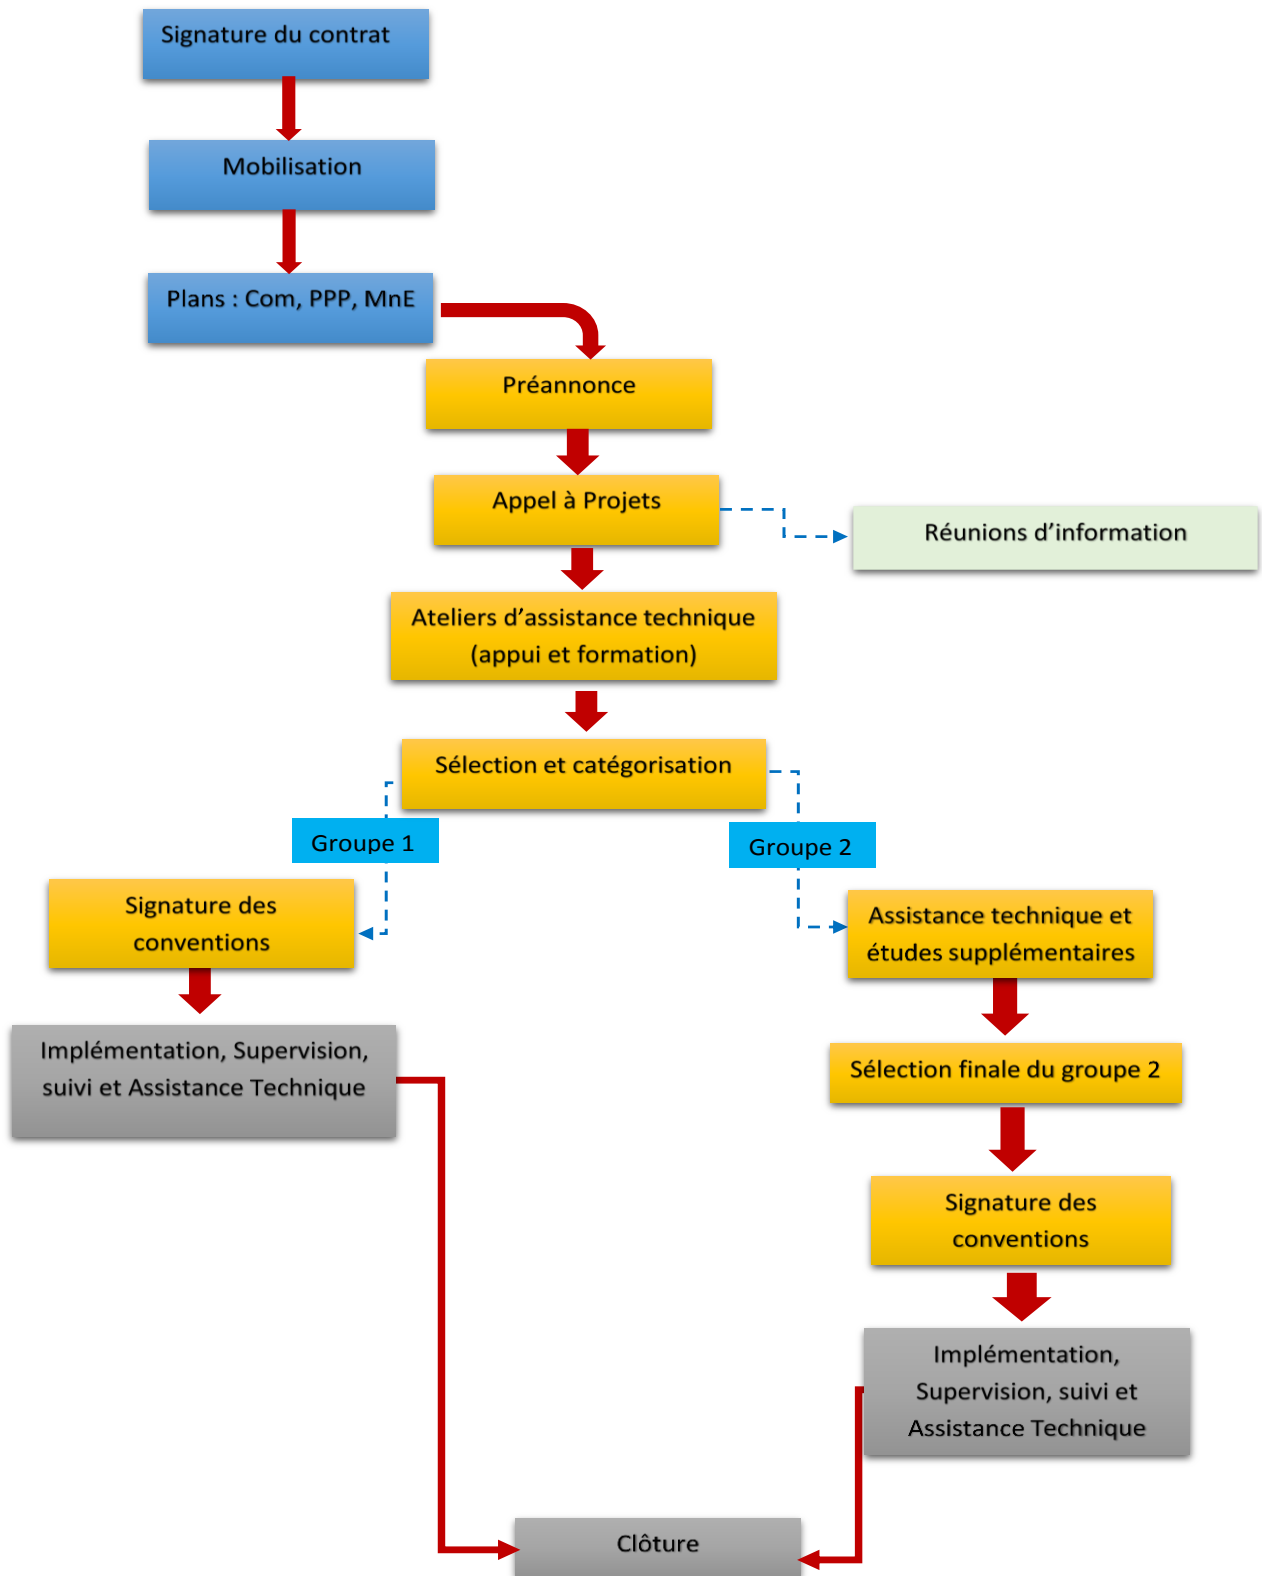 Signature du contrat
Mobilisation
Plans : Com, PPP, MnE
Préannonce
Appel à Projets
Réunions d’information
Ateliers d’assistance technique
(appui et formation)
Sélection et catégorisation
Groupe 1
Groupe 2
Signature des
conventions
Assistance technique et
études supplémentaires
Implémentation, Supervision,
suivi et Assistance Technique
Sélection finale du groupe 2
Signature des
conventions
Implémentation,
Supervision, suivi et
Assistance Technique
Clôture